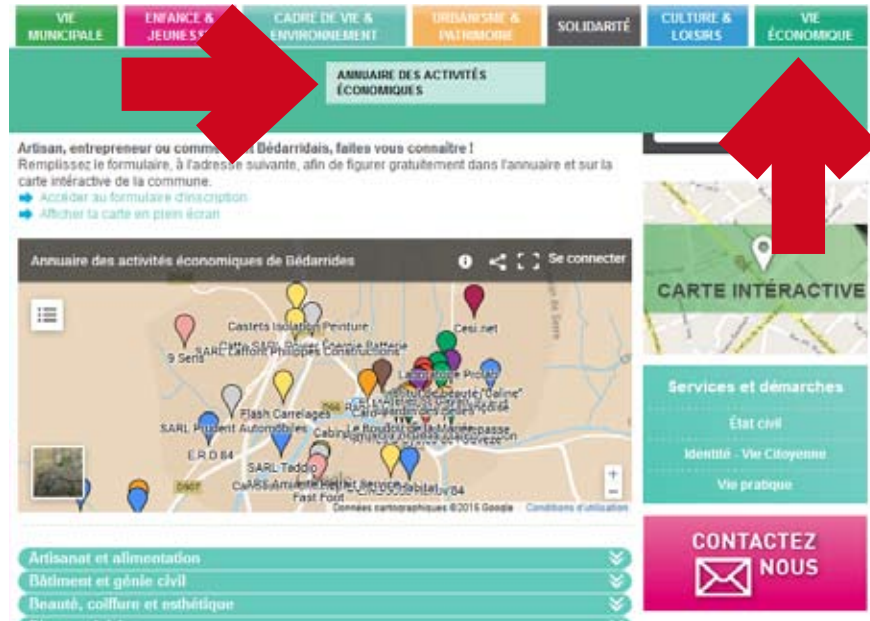 VIE MUNICIPALE
ENFANCE & JEUNESSE
CADRE DE VIE & ENVIRONNEMENT
URBANISME & PATRIMOINE
SOLIDARITÉ
CULTURE & LOISIRS
VIE ÉCONOMIQUE
ANNUAIRE DES ACTIVITÉS
ÉCONOMIQUES
Artisan, entrepreneur ou Bédarridais, faites vous connaître !
Remplissez le formulaire, à l'adresse suivante, afin de figurer gratuitement dans l'annuaire et sur la
carte intéractive de la commune.
Accéder au formulaire d'inscription
Afficher la carte en plein écran
Annuaire des activités économiques de Bédarrides
Se connecter
Castets Isolation Peinture
Cesi.net
9 Sens
SARL Laffont Philippes Constructions
Flash Carrelages
SARL Prudent Automobiles
E.R.D 84
SARL Taddio
Fast Foot
D907
Données cartographiques ©2016 Google
Conditions d'utilisation
CARTE INTÉRACTIVE
Services et démarches
État civil
Identité - Vie Citoyenne
Vie pratique
CONTACTEZ
NOUS
Artisanat et alimentation
Bâtiment et génie civil
Beauté, coiffure et esthétique